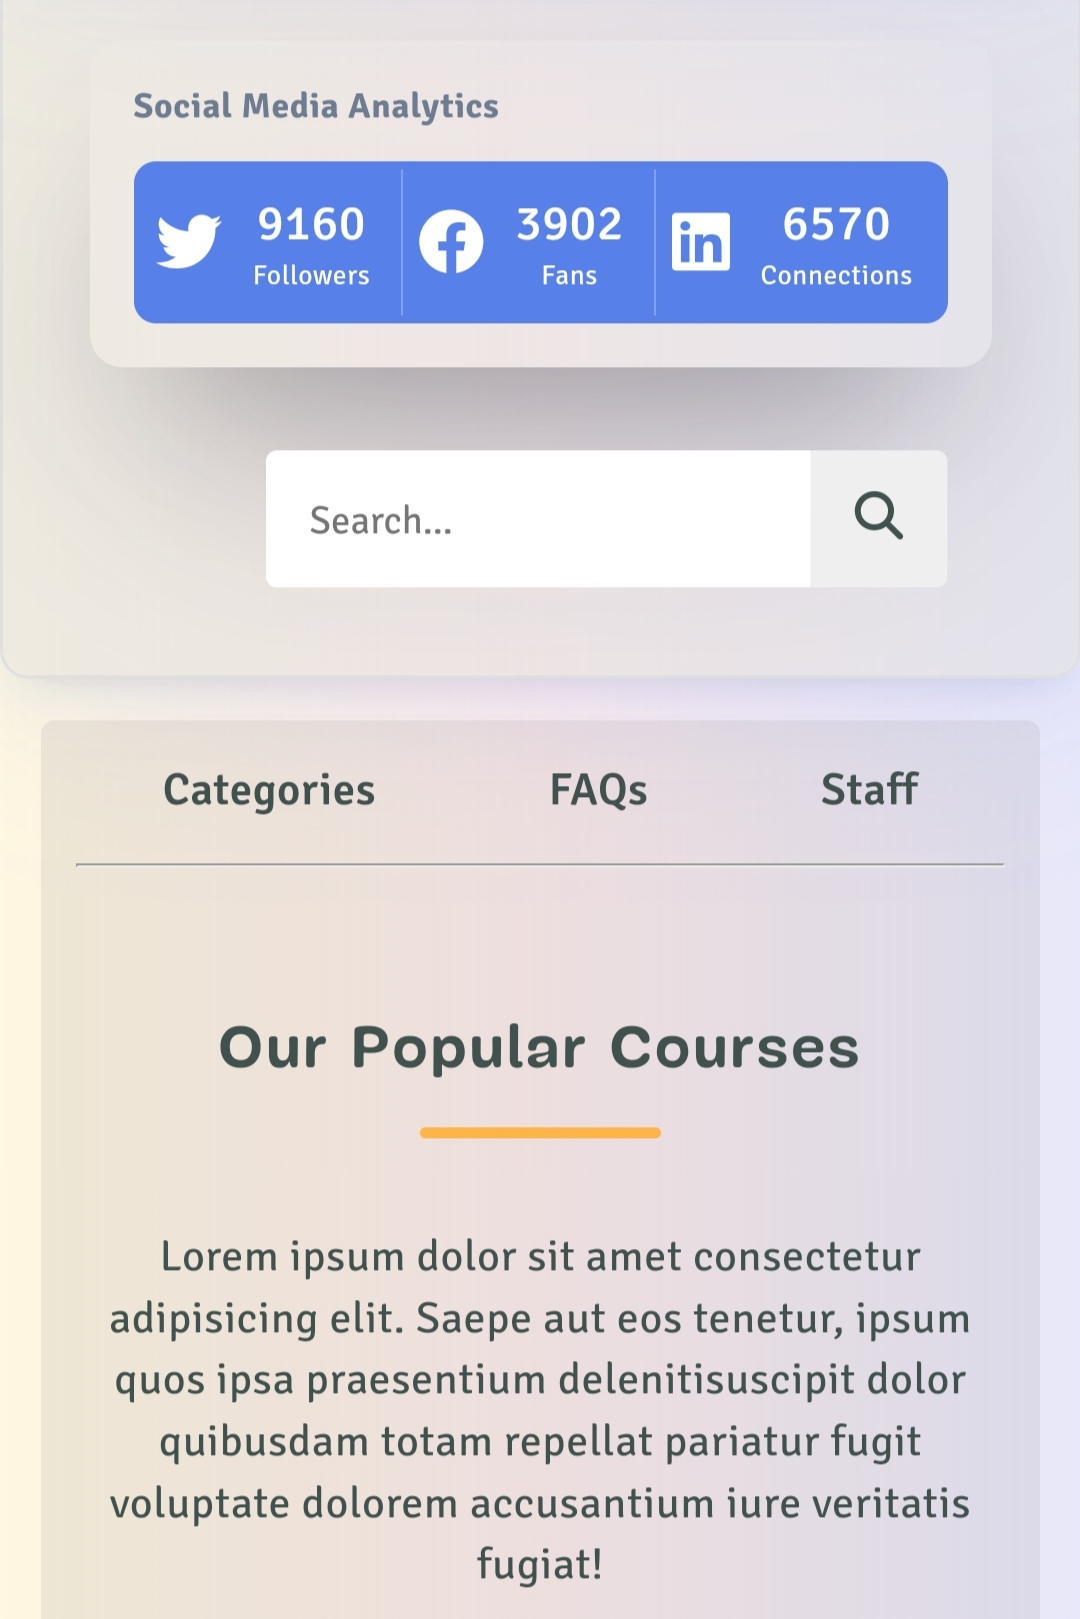 Social Media Analytics
9160
Followers
3902
Fans
in
6570
Connections
Search...
Categories FAQs Staff
Our Popular Courses
Lorem ipsum dolor sit amet consectetur
adipisicing elit. Saepe aut eos tenetur, ipsum
quos ipsa praesentium delenitisuscipit dolor
quibusdam totam repellat pariatur fugit
voluptate dolorem accusantium iure veritatis
fugiat!